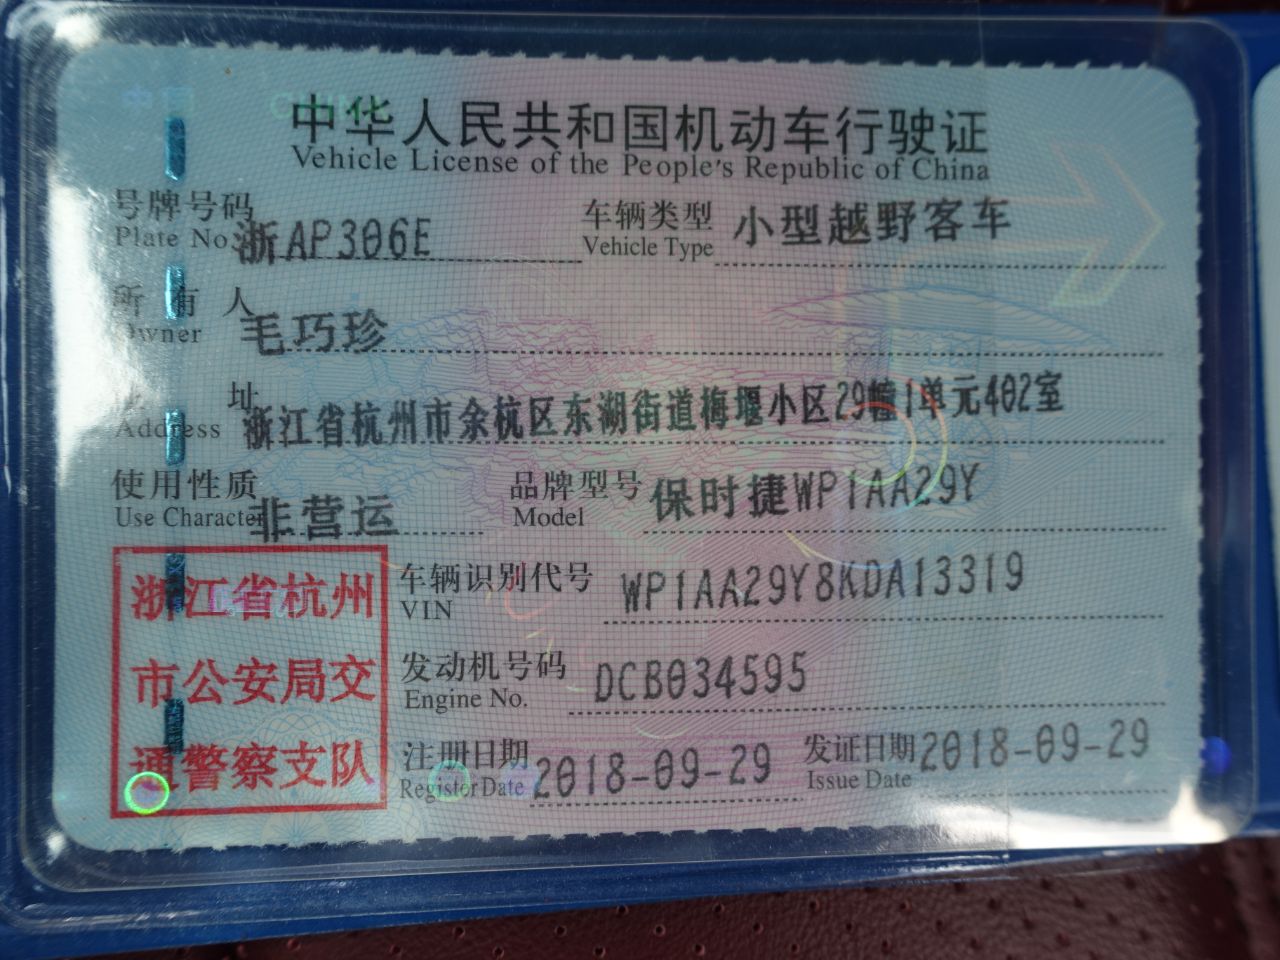 中华人民共和国机动车行驶证
Vehicle License of the People's Republic of China
号牌号码 浙AP306E 车辆类型 小型越野客车
Plate No. Vehicle Type
所有人 毛巧珍
Owner
址 浙江省杭州市余杭区东湖街道梅堰小区29幢1单元402室
Address
使用性质 非营运 品牌型号 保时捷WP1AA29Y
Use Character Model
浙江省杭州
市公安局交
通警察支队
车辆识别代号 WP1AA29Y8KDA13319
VIN
发动机号码 DCB034595
Engine No.
注册日期 2018-09-29 发证日期 2018-09-29
Register Date Issue Date